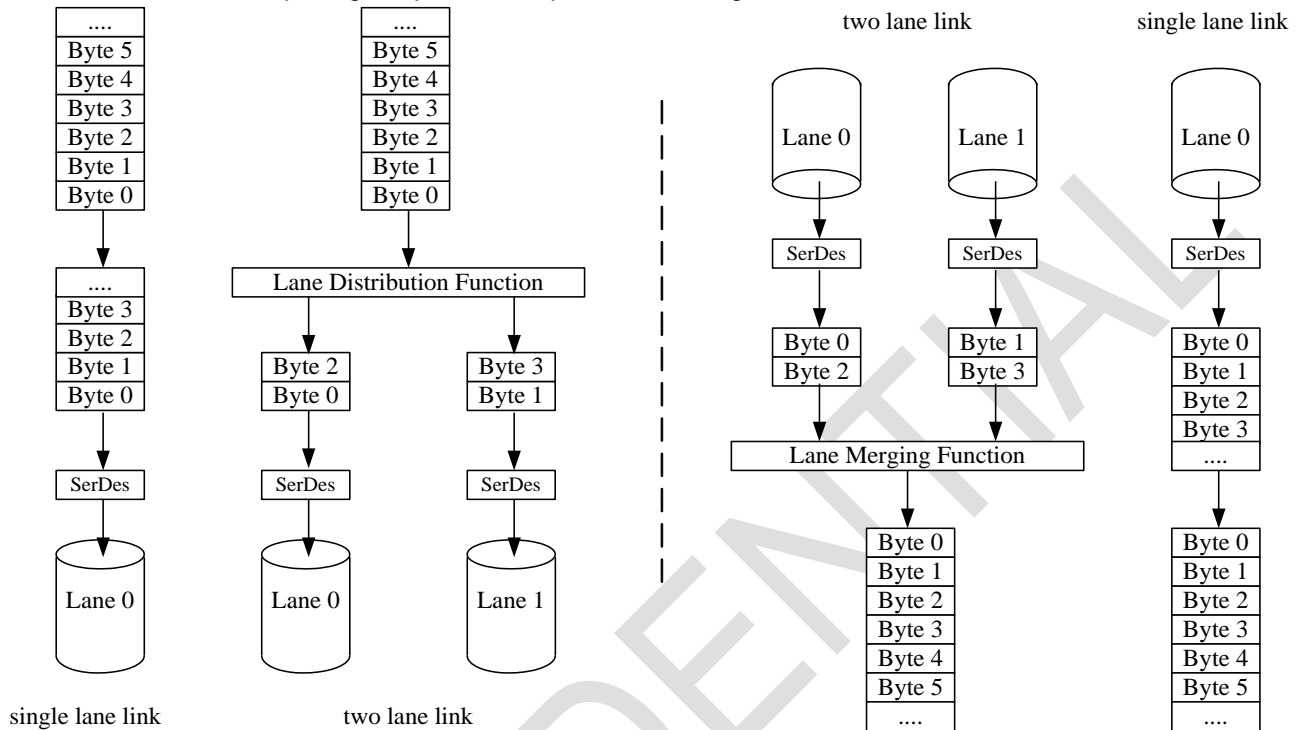 ....
Byte 5
Byte 4
Byte 3
Byte 2
Byte 1
Byte 0
....
Byte 3
Byte 2
Byte 1
Byte 0
SerDes
Lane 0
single lane link
....
Byte 5
Byte 4
Byte 3
Byte 2
Byte 1
Byte 0
Lane Distribution Function
Byte 2
Byte 0
SerDes
Lane 0
Byte 3
Byte 1
SerDes
Lane 1
two lane link
two lane link
Lane 0
SerDes
Byte 0
Byte 2
Lane 1
SerDes
Byte 1
Byte 3
Lane Merging Function
Byte 0
Byte 1
Byte 2
Byte 3
Byte 4
Byte 5
....
single lane link
Lane 0
SerDes
Byte 0
Byte 1
Byte 2
Byte 3
....
Byte 0
Byte 1
Byte 2
Byte 3
Byte 4
Byte 5
....
DENTIAL